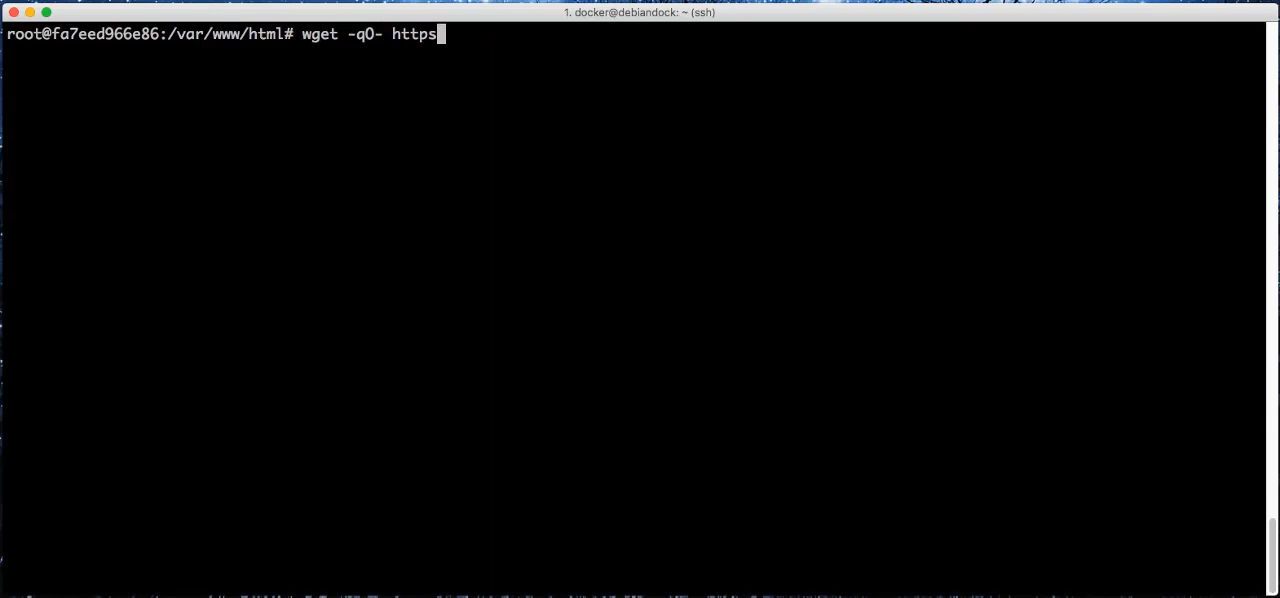 1. docker@debiandock: ~ (ssh)
root@fa7eed966e86:/var/www/html# wget -qO- https